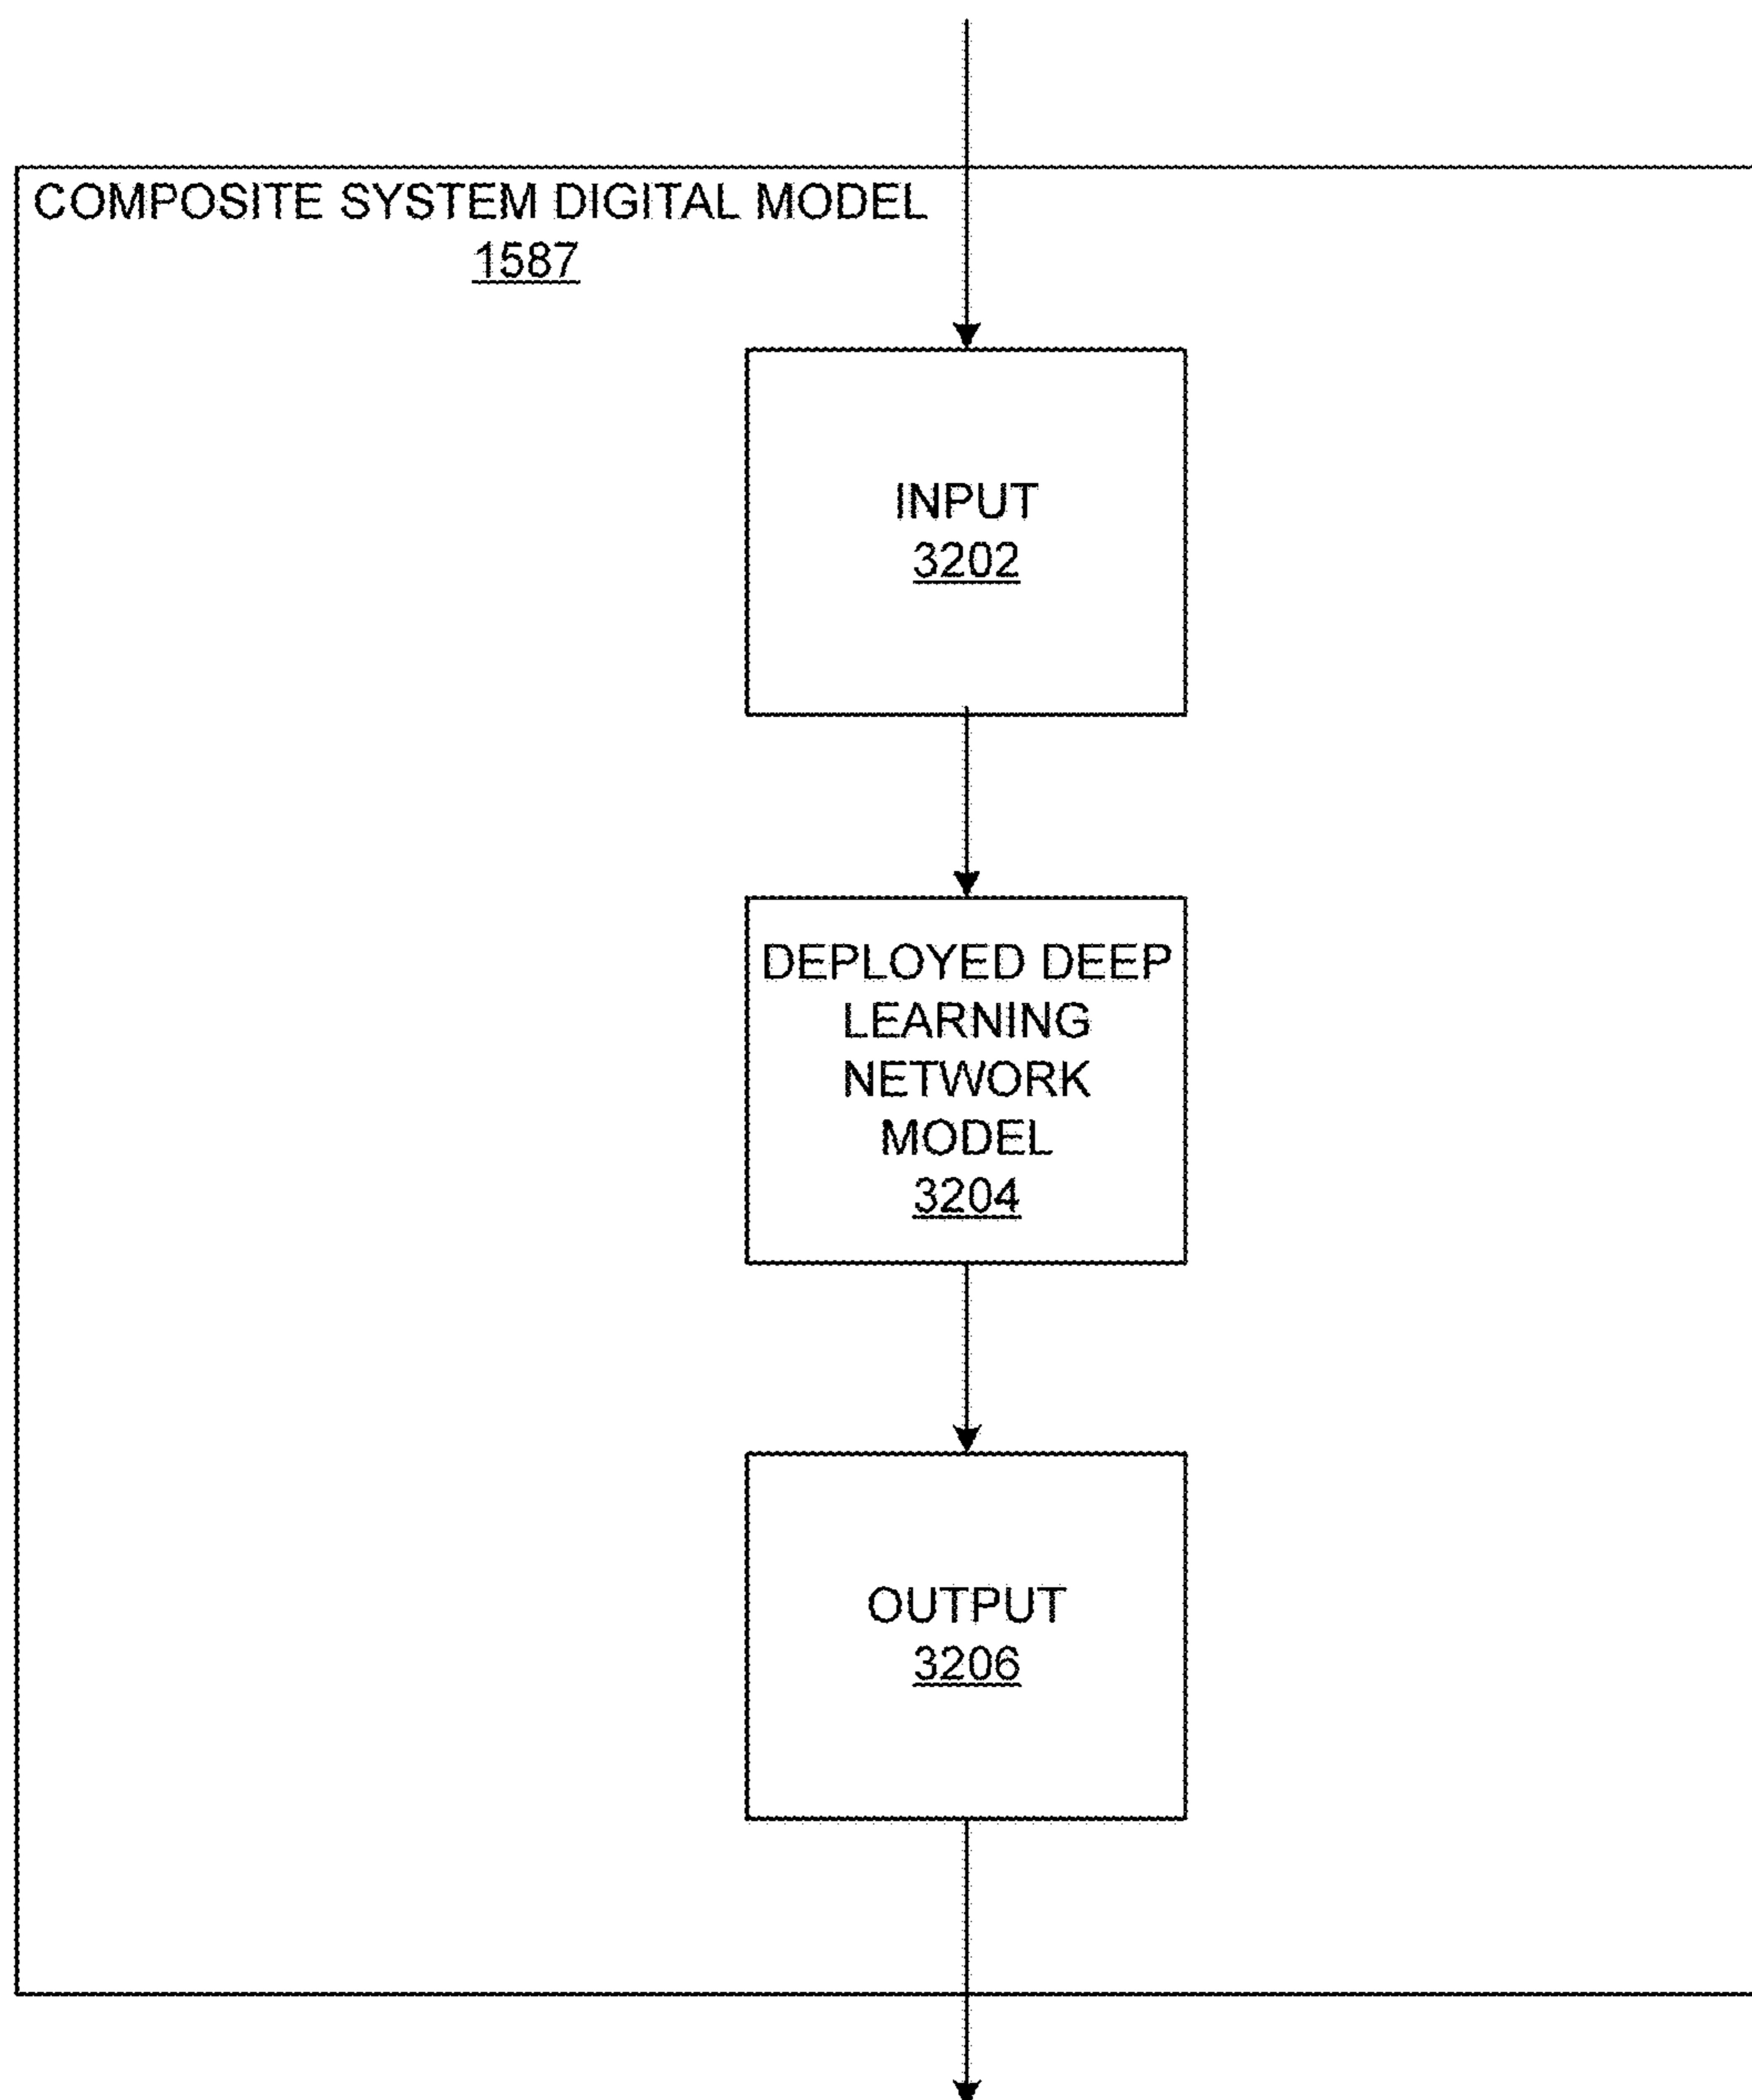 COMPOSITE SYSTEM DIGITAL MODEL
1587
INPUT
3202
DEPLOYED DEEP
LEARNING
NETWORK
MODEL
3204
OUTPUT
3206